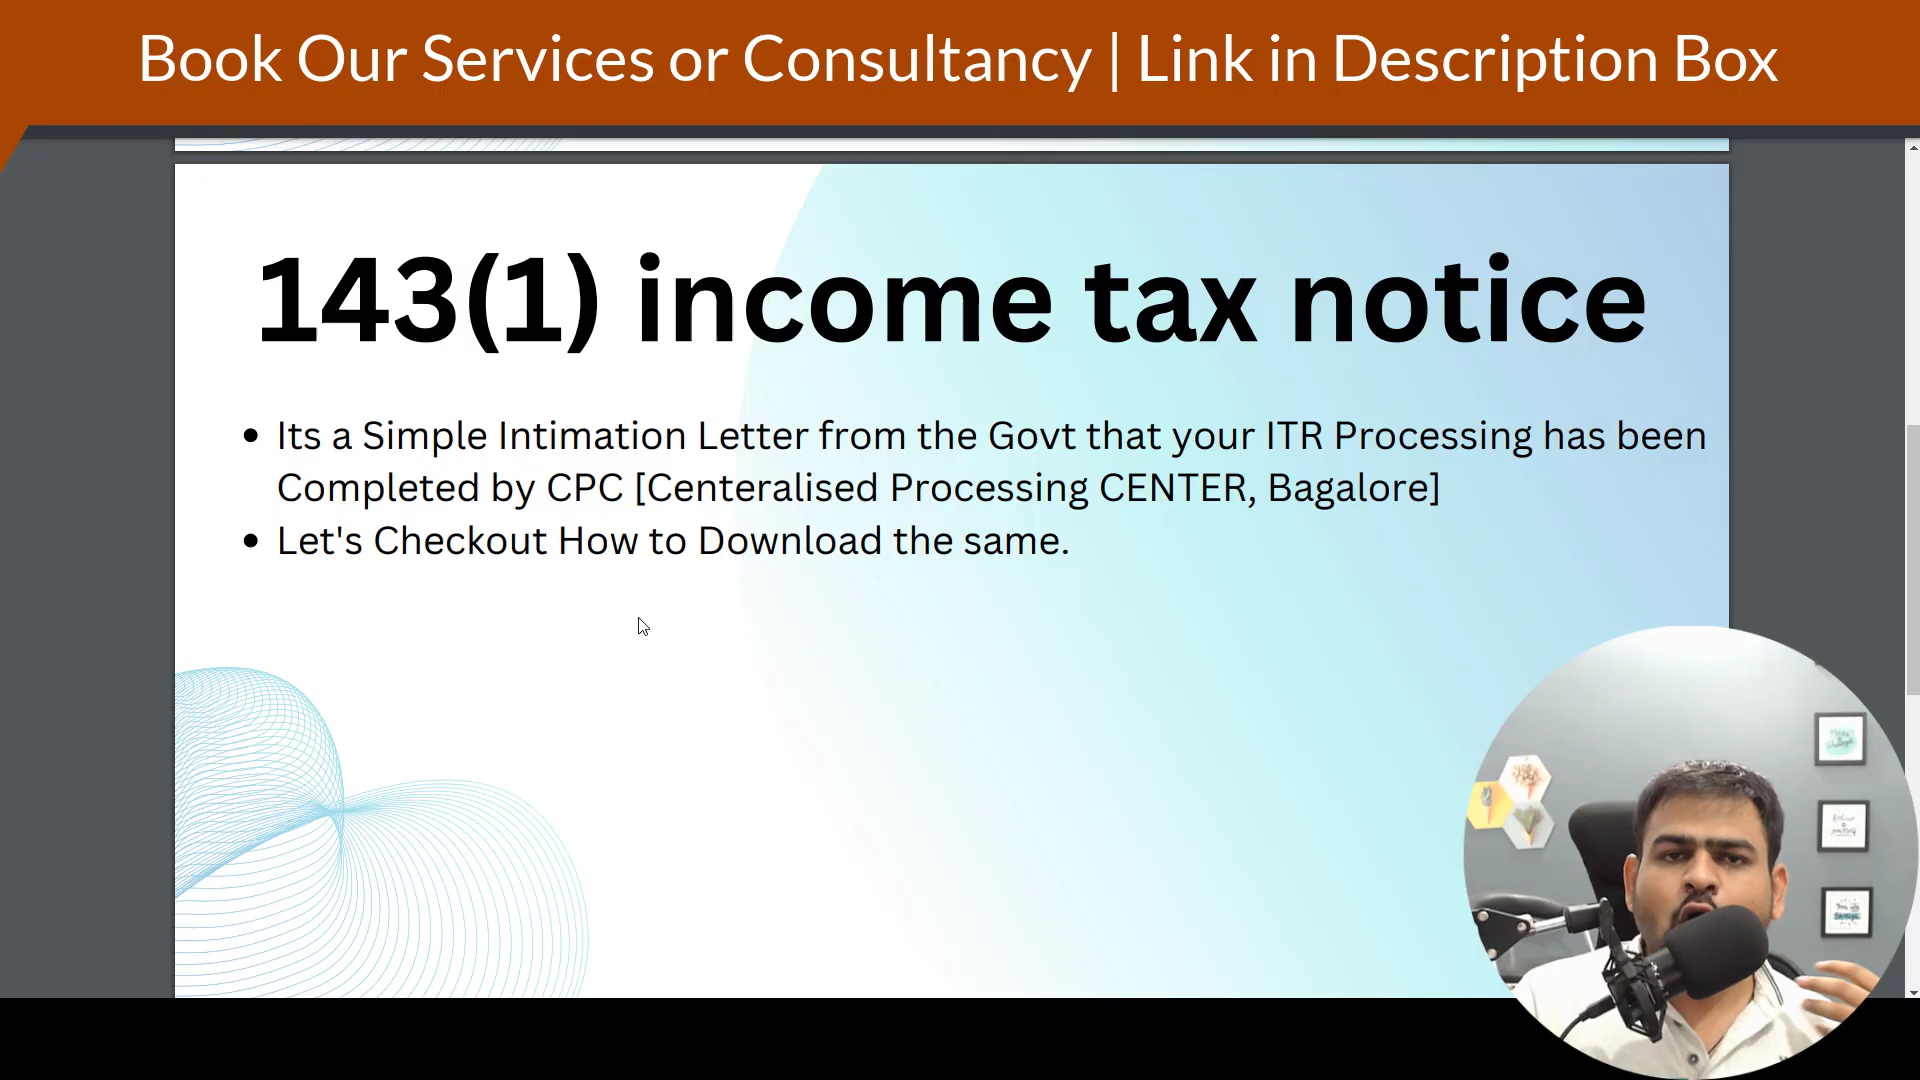 Book Our Services or Consultancy | Link in Description Box
143(1) income tax notice
• Its a Simple Intimation Letter from the Govt that your ITR Processing has been
Completed by CPC [Centeralised Processing CENTER, Bagalore]
• Let's Checkout How to Download the same.